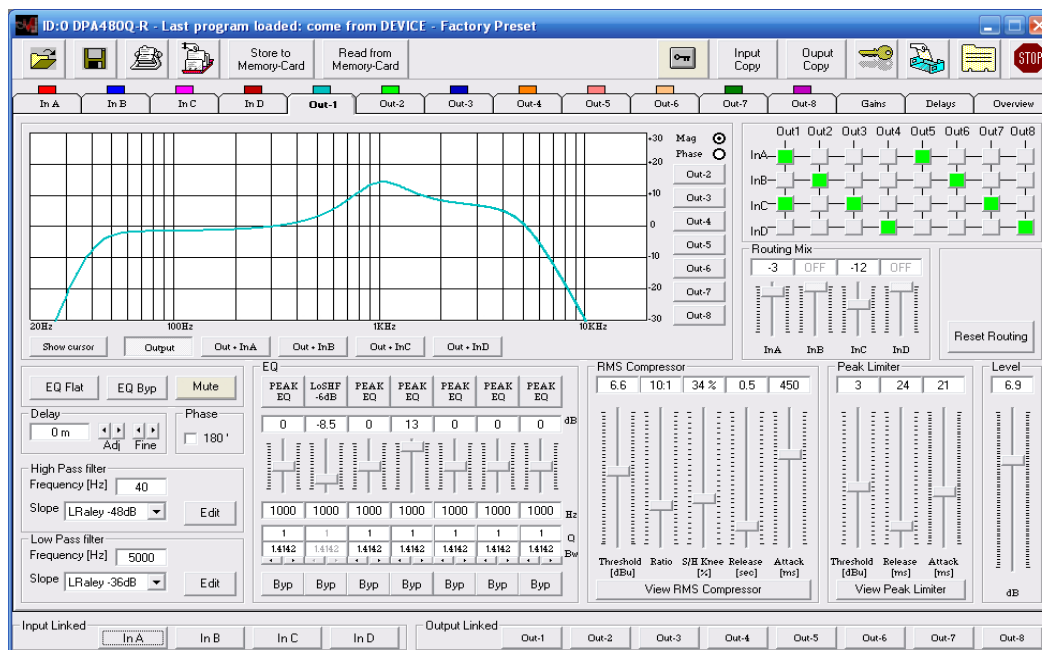 ID:0 DPA480Q-R - Last program loaded: come from DEVICE - Factory Preset
Store to Memory-Card
Read from Memory-Card
Input Copy
Ouput Copy
STOP
In A In B In C In D Out-1 Out-2 Out-3 Out-4 Out-5 Out-6 Out-7 Out-8 Gains Delays Overview
+30
+20
+10
0
-10
-20
-30
20Hz 100Hz 1KHz 10KHz
Mag
Phase
Out-2
Out-3
Out-4
Out-5
Out-6
Out-7
Out-8
Show cursor Output Out + InA Out + InB Out + InC Out + InD
Out1 Out2 Out3 Out4 Out5 Out6 Out7 Out8
InA
InB
InC
InD
Routing Mix
-3 OFF -12 OFF
InA InB InC InD
Reset Routing
EQ Flat EQ Byp Mute
Delay
0 m
Adj Fine
Phase
180 '
High Pass filter
Frequency [Hz] 40
Slope LRaley -48dB Edit
Low Pass filter
Frequency [Hz] 5000
Slope LRaley -36dB Edit
EQ
PEAK LoSHF PEAK PEAK PEAK PEAK PEAK
EQ -6dB EQ EQ EQ EQ EQ
0 -8.5 0 13 0 0 0 dB
1000 1000 1000 1000 1000 1000 1000 Hz
1 1 1 1 1 1 1 Q
1.4142 1.4142 1.4142 1.4142 1.4142 1.4142 1.4142 Bw
Byp Byp Byp Byp Byp Byp Byp
RMS Compressor
6.6 10:1 34 % 0.5 450
Threshold Ratio S/H Knee Release Attack
[dBu] [%] [sec] [ms]
View RMS Compressor
Peak Limiter
3 24 21
Threshold Release Attack
[dBu] [ms] [ms]
View Peak Limiter
Level
6.9
dB
Input Linked
In A In B In C In D
Output Linked
Out-1 Out-2 Out-3 Out-4 Out-5 Out-6 Out-7 Out-8